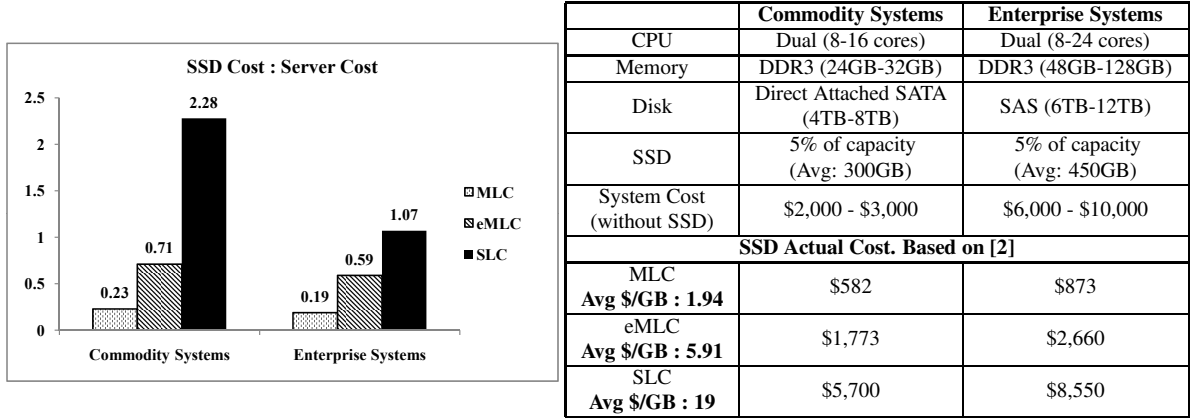 SSD Cost : Server Cost
2.5
2
1.5
1
0.5
0
0.23
0.71
2.28
0.19
0.59
1.07
Commodity Systems
Enterprise Systems
MLC
eMLC
SLC
Commodity Systems Enterprise Systems
CPU Dual (8-16 cores) Dual (8-24 cores)
Memory DDR3 (24GB-32GB) DDR3 (48GB-128GB)
Disk Direct Attached SATA (4TB-8TB) SAS (6TB-12TB)
SSD 5% of capacity (Avg: 300GB) 5% of capacity (Avg: 450GB)
System Cost (without SSD) $2,000 - $3,000 $6,000 - $10,000
SSD Actual Cost. Based on [2]
MLC Avg $/GB : 1.94 $582 $873
eMLC Avg $/GB : 5.91 $1,773 $2,660
SLC Avg $/GB : 19 $5,700 $8,550